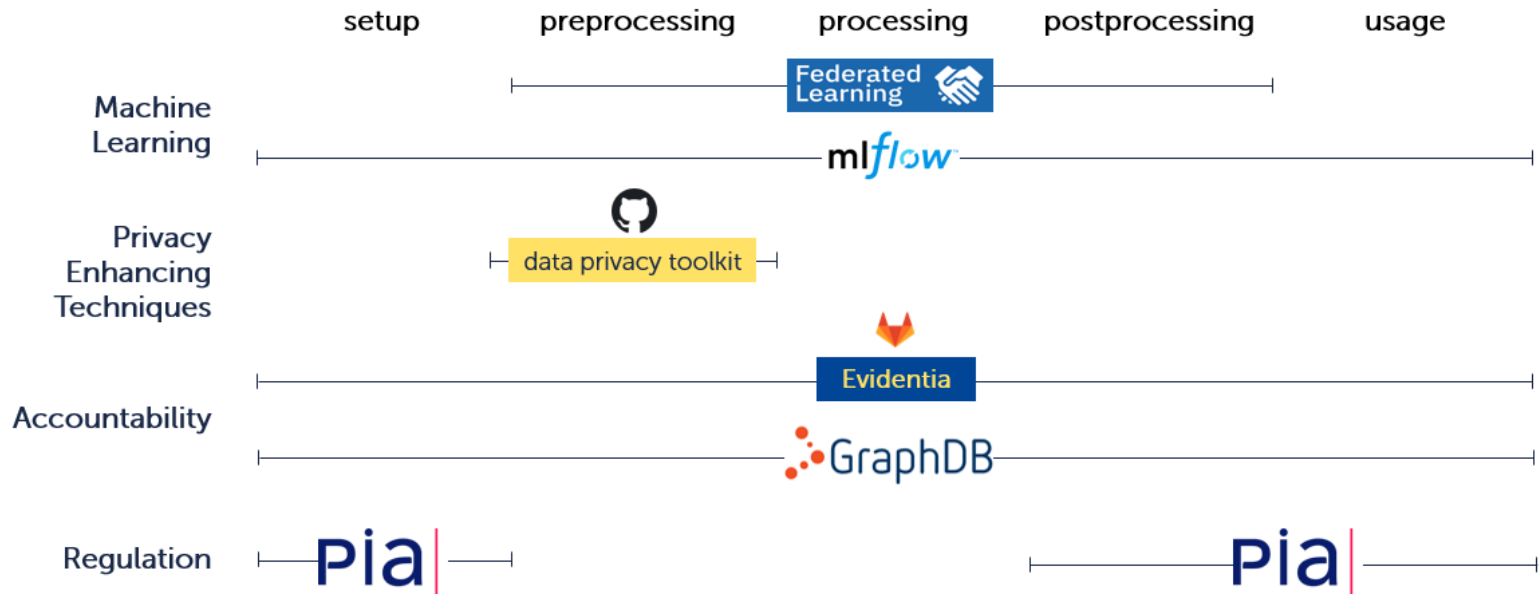 setup preprocessing processing postprocessing usage
Machine
Learning
Federated
Learning
mlflow™
Privacy
Enhancing
Techniques
data privacy toolkit
Accountability
Evidentia
GraphDB
Regulation
pia
pia